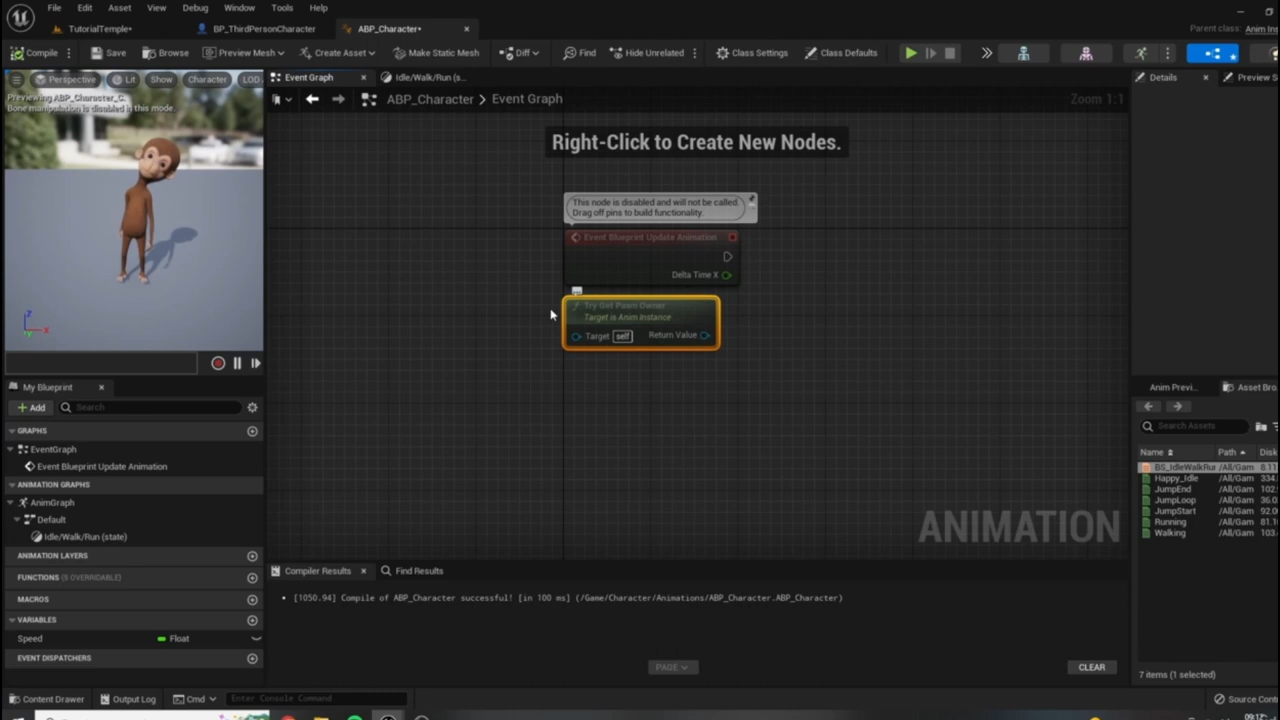 File Edit Asset View Debug Window Tools Help
TutorialTemple* BP_ThirdPersonCharacter ABP_Character* × Parent class: Anim Ins
Compile Save Browse Preview Mesh Create Asset Make Static Mesh Diff Find Hide Unrelated Class Settings Class Defaults
Perspective Lit Show Character LOD
Previewing ABP_Character_C.
Bone manipulation is disabled in this mode.
Event Graph × Idle/Walk/Run (s...
ABP_Character > Event Graph Zoom 1:1
Right-Click to Create New Nodes.
This node is disabled and will not be called.
Drag off pins to build functionality.
Event Blueprint Update Animation
Delta Time X
Try Get Pawn Owner
Target is Anim Instance
Target self Return Value
ANIMATION
My Blueprint ×
+ Add Search
GRAPHS
EventGraph
Event Blueprint Update Animation
ANIMATION GRAPHS
AnimGraph
Default
Idle/Walk/Run (state)
ANIMATION LAYERS
FUNCTIONS (5 OVERRIDABLE)
MACROS
VARIABLES
Speed Float
EVENT DISPATCHERS
Compiler Results × Find Results
[1050.94] Compile of ABP_Character successful! [in 100 ms] (/Game/Character/Animations/ABP_Character.ABP_Character)
PAGE CLEAR
Details × Preview S
Anim Previ... Asset Bro
Search Assets
Name Path Disk
BS_IdleWalkRun /All/Gam 8.11
Happy_Idle /All/Gam 334.
JumpEnd /All/Gam 102.
JumpLoop /All/Gam 36.0
JumpStart /All/Gam 92.0
Running /All/Gam 81.1
Walking /All/Gam 103.
7 items (1 selected)
Content Drawer Output Log Cmd Enter Console Command Source Cont